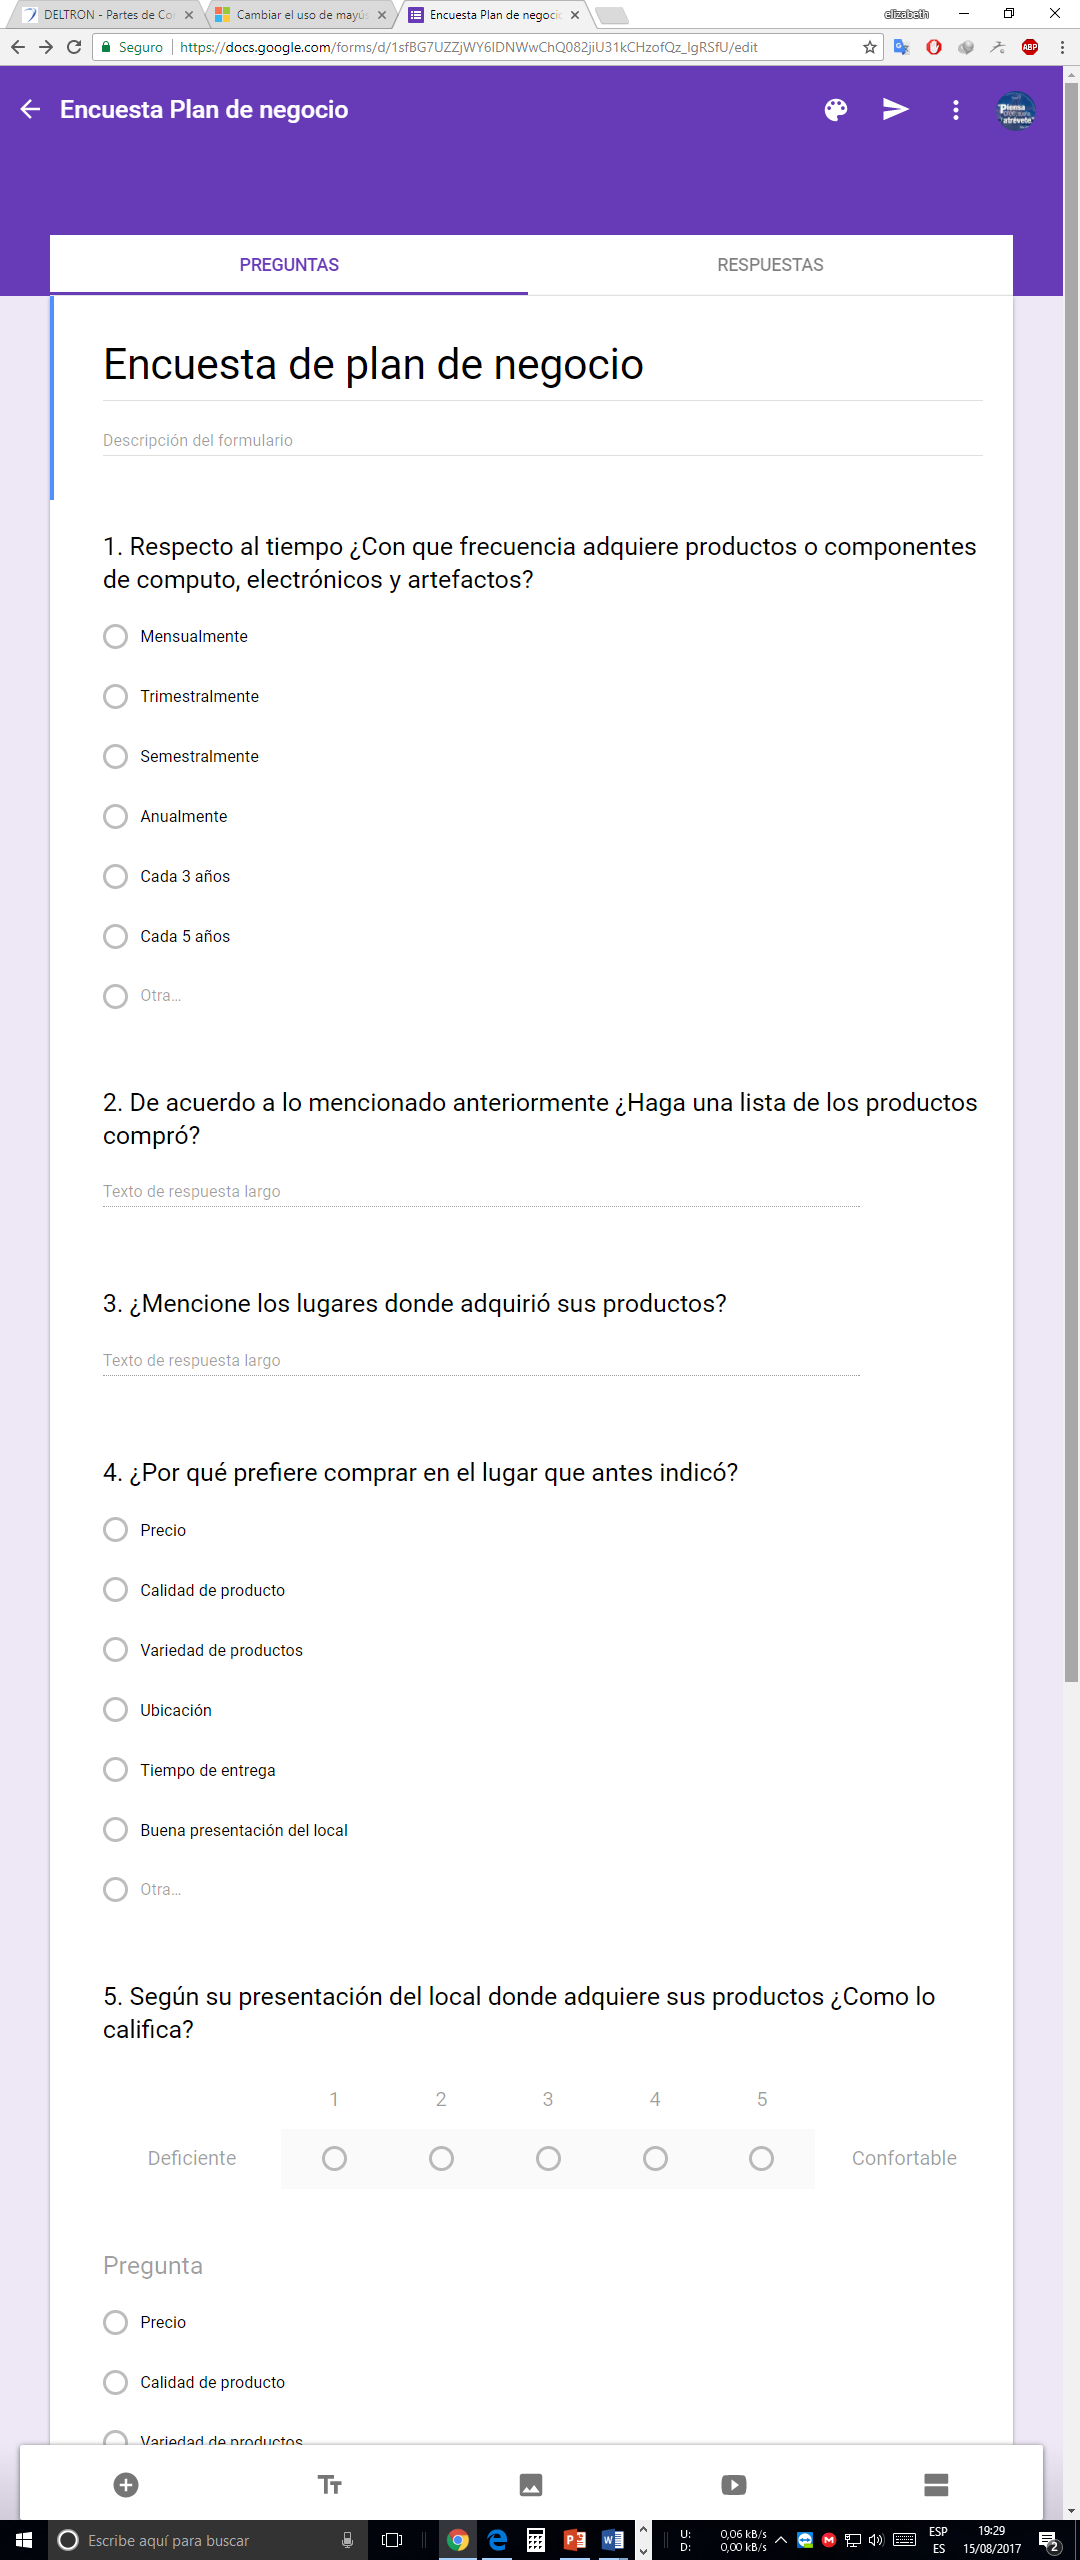 DELTRON - Partes de Co
Cambiar el uso de mayús
Encuesta Plan de negocio
elizabeth
Seguro
https://docs.google.com/forms/d/1sfBG7UZZjWY6IDNWwChQ082jiU31kCHzofQz_lgRSfU/edit
ABP
Encuesta Plan de negocio
Piensa
atrévete
PREGUNTAS
RESPUESTAS
Encuesta de plan de negocio
Descripción del formulario
1. Respecto al tiempo ¿Con que frecuencia adquiere productos o componentes
de computo, electrónicos y artefactos?
Mensualmente
Trimestralmente
Semestralmente
Anualmente
Cada 3 años
Cada 5 años
Otra...
2. De acuerdo a lo mencionado anteriormente ¿Haga una lista de los productos
compró?
Texto de respuesta largo
3. ¿Mencione los lugares donde adquirió sus productos?
Texto de respuesta largo
4. ¿Por qué prefiere comprar en el lugar que antes indicó?
Precio
Calidad de producto
Variedad de productos
Ubicación
Tiempo de entrega
Buena presentación del local
Otra...
5. Según su presentación del local donde adquiere sus productos ¿Como lo
califica?
1 2 3 4 5
Deficiente
Confortable
Pregunta
Precio
Calidad de producto
Variedad de productos
Escribe aquí para buscar
U: 0,06 kB/s
D: 0,00 kB/s
ESP
ES
19:29
15/08/2017
2